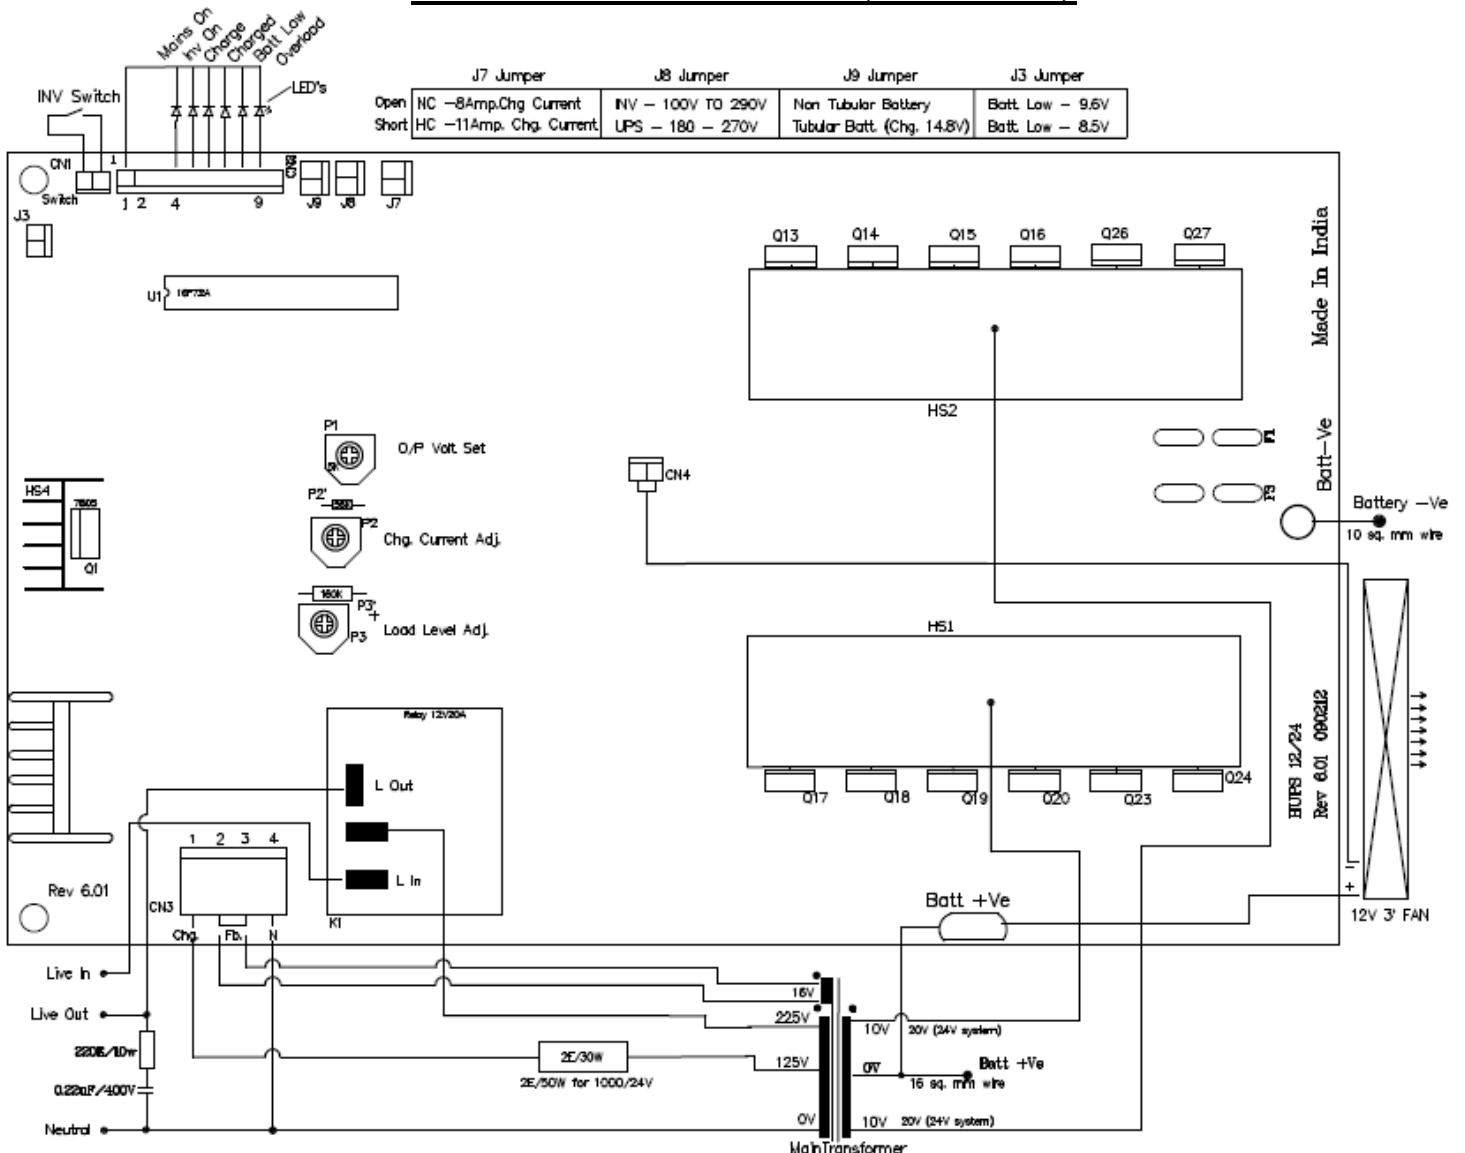 Mains On
Inv On
Charge
Charged
Batt Low
Overload
LED's
INV Switch
J7 Jumper J8 Jumper J9 Jumper J3 Jumper
Open NC -8Amp.Chg Current INV - 100V TO 290V Non Tubular Battery Batt. Low - 9.6V
Short HC -11Amp. Chg. Current UPS - 180 - 270V Tubular Batt. (Chg. 14.8V) Batt. Low - 8.5V
CN1 1
Switch 1 2 4 9 J9 J8 J7
J3
U1
Q13 Q14 Q15 Q16 Q26 Q27
Made In India
HS2
P1
O/P Volt Set
CN4
F1
F3
Batt-Ve
Battery -Ve
10 sq. mm wire
HS4
7805
Q1
P2'
P2
Chg. Current Adj.
160K
P3'
+
P3
Load Level Adj.
HS1
Relay 12V20A
L Out
L In
K1
Q17 Q18 Q19 Q20 Q23 Q24
HUPS 12/24
Rev 6.01 090212
1 2 3 4
CN3
Chg. Fb. N
Rev 6.01
Batt +Ve
-
+
12V 3' FAN
Live In
Live Out
220E/10w
0.22uF/400V
Neutral
2E/30W
2E/50W for 1000/24V
16V
225V
125V
0V
10V 20V (24V system)
0V
Batt +Ve
16 sq. mm wire
10V 20V (24V system)
MainTransformer